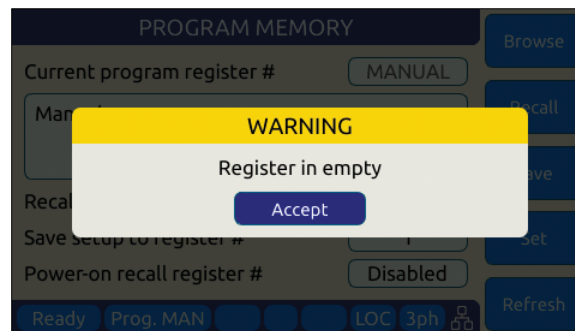 PROGRAM MEMORY
Browse
Current program register # MANUAL
Recall
WARNING
Register in empty
Accept
Save setup to register # 1
Set
Power-on recall register # Disabled
Refresh
Ready Prog. MAN LOC 3ph